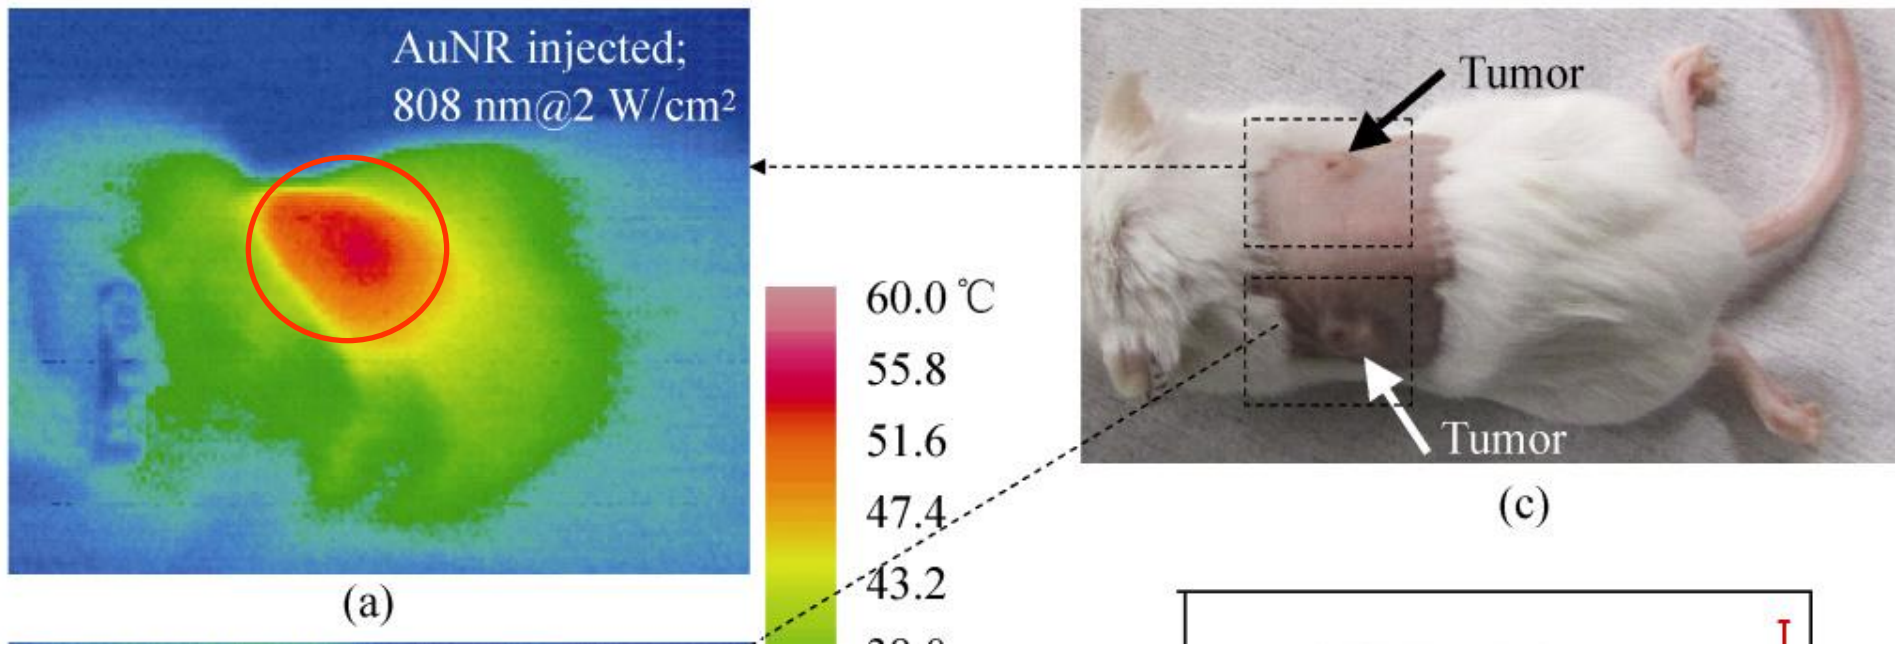 AuNR injected;
808 nm@2 W/cm²
(a)
60.0 ℃
55.8
51.6
47.4
43.2
Tumor
Tumor
(c)